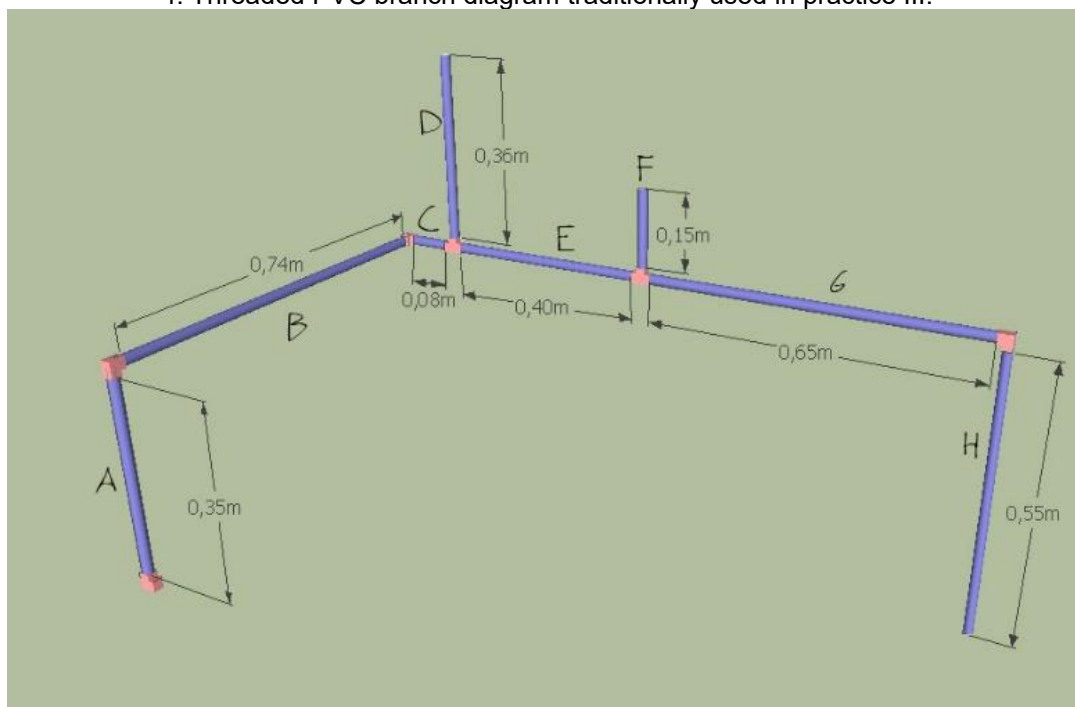 1. Threaded PVC branch diagram traditionally used in practice III.
D
0,36m
F
C
E
0,15m
0,74m
0,08m
0,40m
G
B
0,65m
A
H
0,35m
0,55m